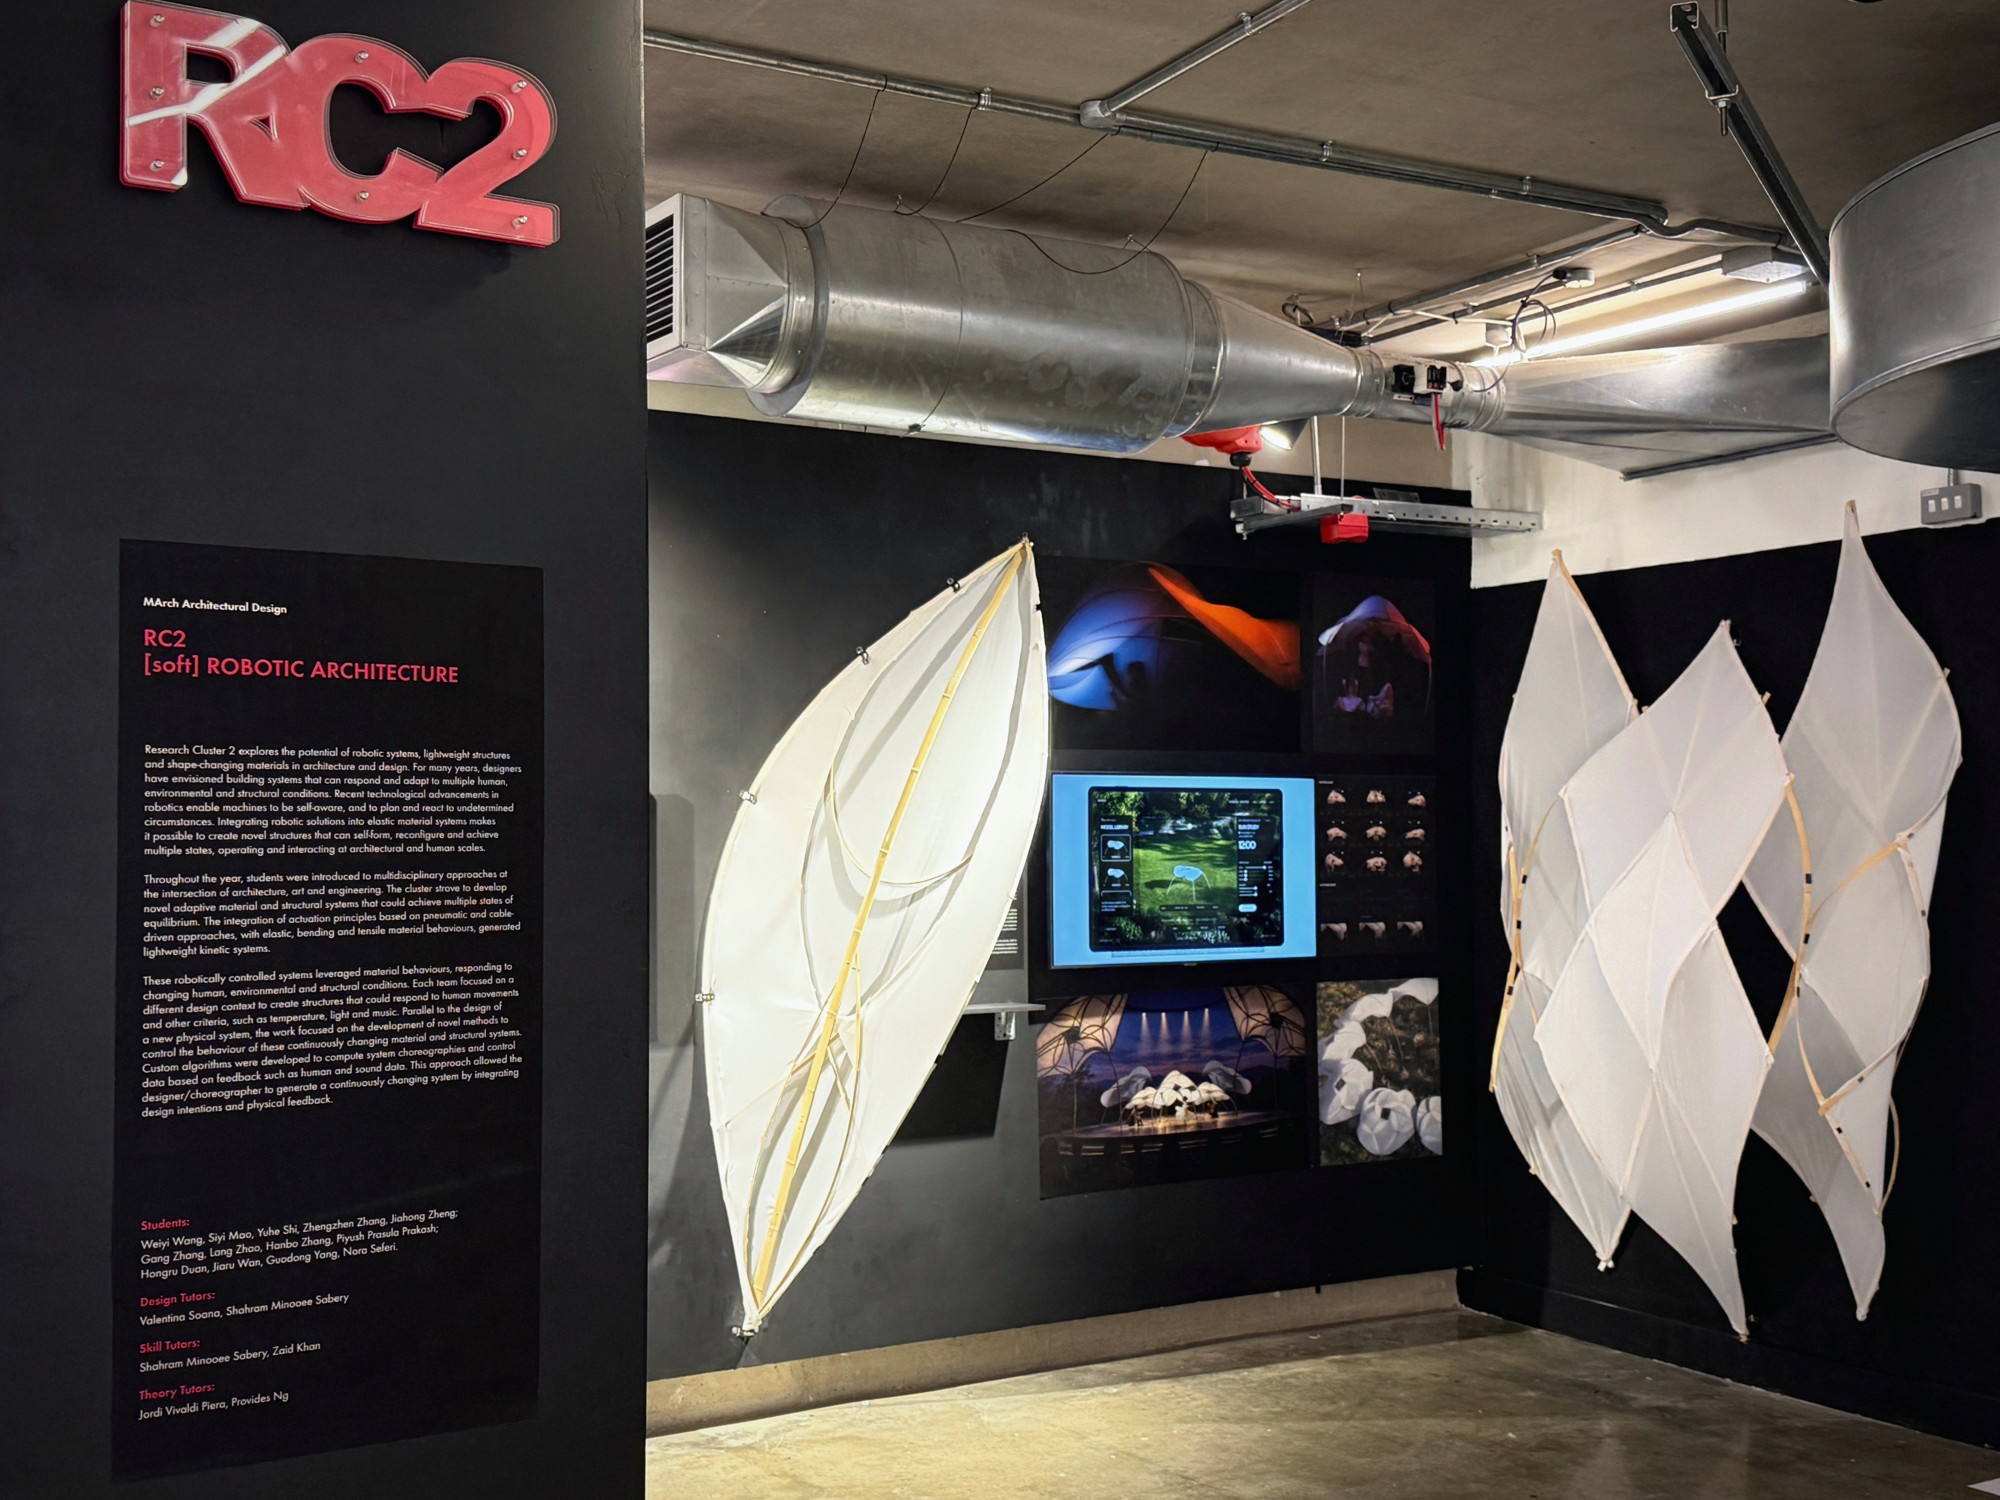 RC2
MArch Architectural Design
RC2
[soft] ROBOTIC ARCHITECTURE
Research Cluster 2 explores the potential of robotic systems, lightweight structures
and shape-changing materials in architecture and design. For many years, designers
have envisioned building systems that can respond and adapt to multiple human,
environmental and structural conditions. Recent technological advancements in
robotics enable machines to be self-aware, and to plan and react to undetermined
circumstances. Integrating robotic solutions into elastic material systems makes
it possible to create novel structures that can self-form, reconfigure and achieve
multiple states, operating and interacting at architectural and human scales.
Throughout the year, students were introduced to multidisciplinary approaches at
the intersection of architecture, art and engineering. The cluster strove to develop
novel adaptive material and structural systems that could achieve multiple states of
equilibrium. The integration of actuation principles based on pneumatic and cable-
driven approaches, with elastic, bending and tensile material behaviours, generated
lightweight kinetic systems.
These robotically controlled systems leveraged material behaviours, responding to
changing human, environmental and structural conditions. Each team focused on a
different design context to create structures that could respond to human movements
and other criteria, such as temperature, light and music. Parallel to the design of
a new physical system, the work focused on the development of novel methods to
control the behaviour of these continuously changing material and structural systems.
Custom algorithms were developed to compute system choreographies and control
data based on feedback such as human and sound data. This approach allowed the
designer/choreographer to generate a continuously changing system by integrating
design intentions and physical feedback.
Students:
Weiyi Wang, Siyi Mao, Yuhe Shi, Zhengzhen Zhang, Jiahong Zheng;
Gang Zhang, Lang Zhao, Hanbo Zhang, Piyush Prasula Prakash;
Hongru Duan, Jiaru Wan, Guodong Yang, Nora Seferi.
Design Tutors:
Valentina Soana, Shahram Minooee Sabery
Skill Tutors:
Shahram Minooee Sabery, Zaid Khan
Theory Tutors:
Jordi Vivaldi Piera, Provides Ng
MODEL LIBRARY
SUN STUDY
12:00